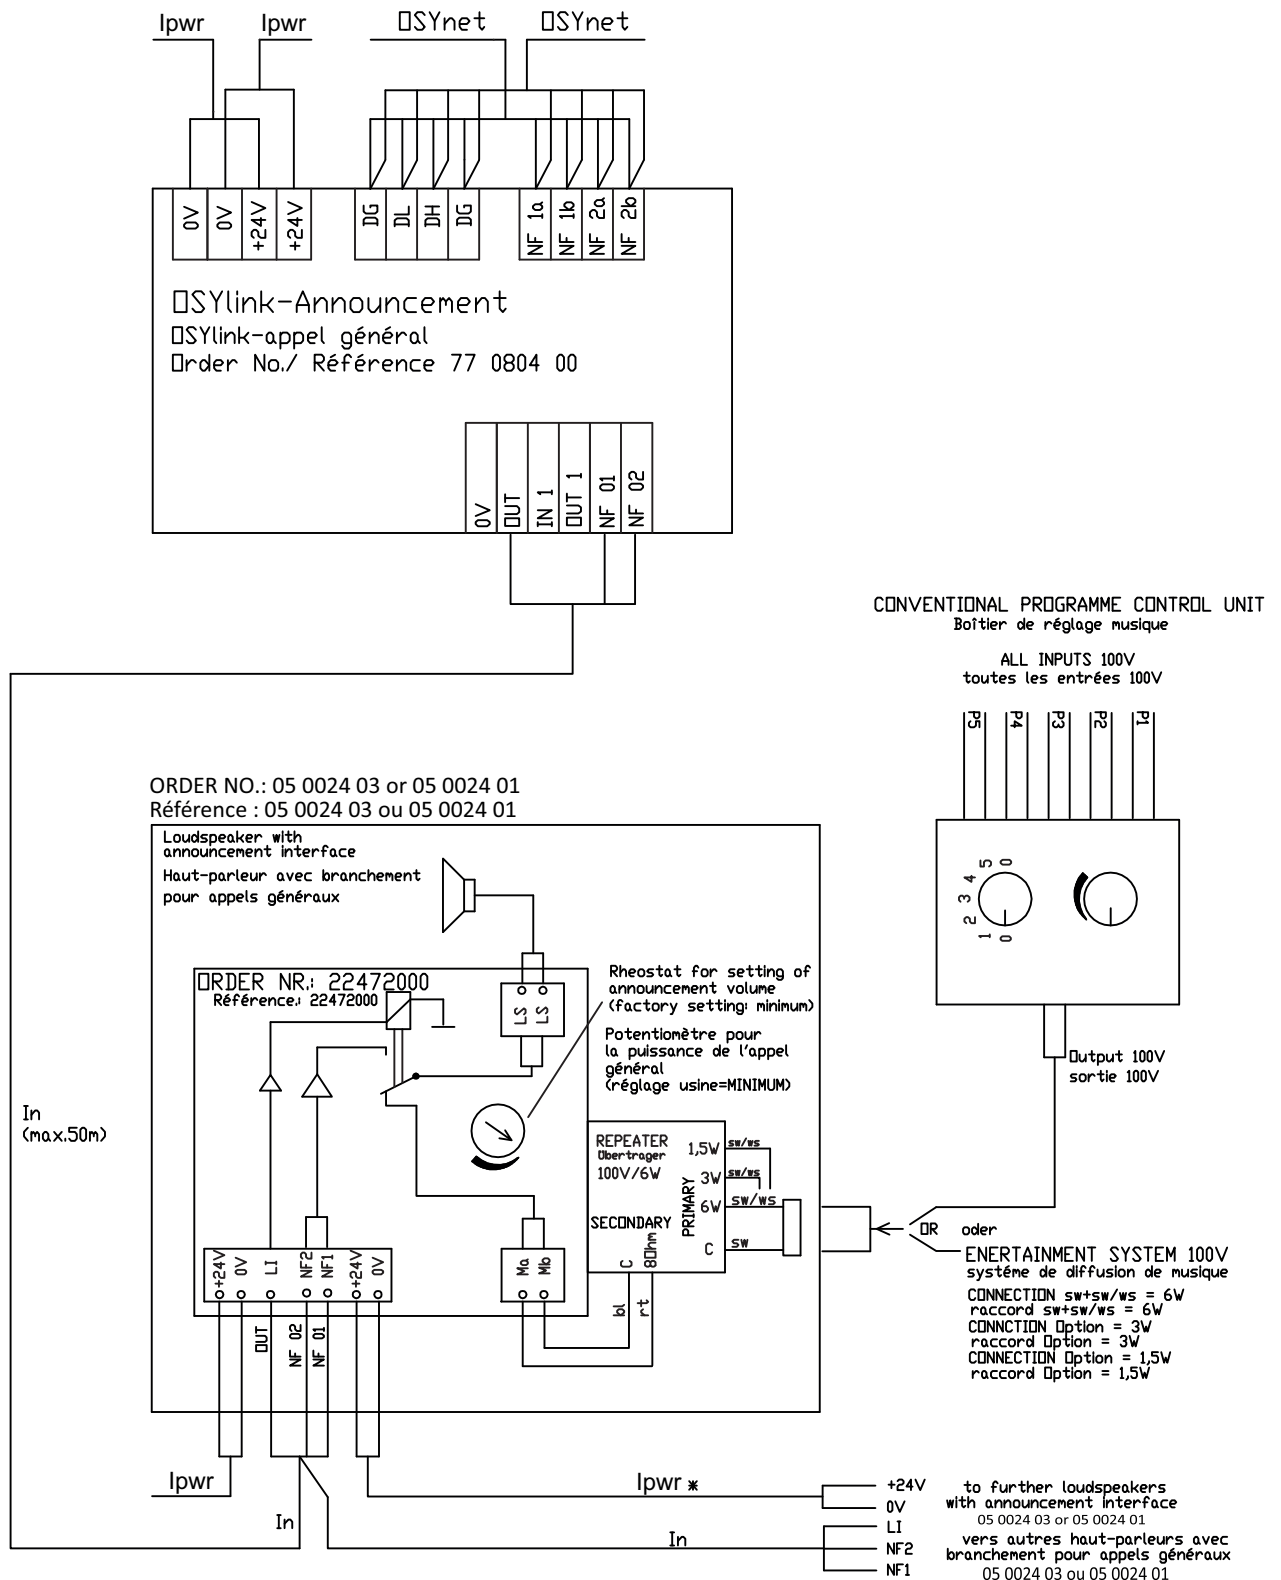 Ipwr
Ipwr
OSYnet
OSYnet
0V
0V
+24V
+24V
DG
DL
DH
DG
NF 1a
NF 1b
NF 2a
NF 2b
OSYlink-Announcement
OSYlink-appel général
Order No./ Référence 77 0804 00
0V
OUT
IN 1
OUT 1
NF 01
NF 02
CONVENTIONAL PROGRAMME CONTROL UNIT
Boîtier de réglage musique
ALL INPUTS 100V
toutes les entrées 100V
P5
P4
P3
P2
P1
ORDER NO.: 05 0024 03 or 05 0024 01
Référence : 05 0024 03 ou 05 0024 01
Loudspeaker with
announcement interface
Haut-parleur avec branchement
pour appels généraux
0
5
4
3
2
1
0
ORDER NR.: 22472000
Référence.: 22472000
LS
LS
Rheostat for setting of
announcement volume
(factory setting: minimum)
Potentiomètre pour
la puissance de l'appel
général
(réglage usine=MINIMUM)
Output 100V
sortie 100V
In
(max.50m)
REPEATER
Übertrager
100V/6W
SECONDARY
PRIMARY
1,5W
sw/ws
3W
sw/ws
6W
sw/ws
C
sw
C
8Ohm
bl
rt
Ma
Mb
+24V
0V
LI
NF2
NF1
+24V
0V
OUT
NF 02
NF 01
OR oder
ENERTAINMENT SYSTEM 100V
systéme de diffusion de musique
CONNECTION sw+sw/ws = 6W
raccord sw+sw/ws = 6W
CONNCTION Option = 3W
raccord Option = 3W
CONNECTION Option = 1,5W
raccord Option = 1,5W
Ipwr
Ipwr *
In
In
+24V
0V
LI
NF2
NF1
to further loudspeakers
with announcement interface
05 0024 03 or 05 0024 01
vers autres haut-parleurs avec
branchement pour appels généraux
05 0024 03 ou 05 0024 01